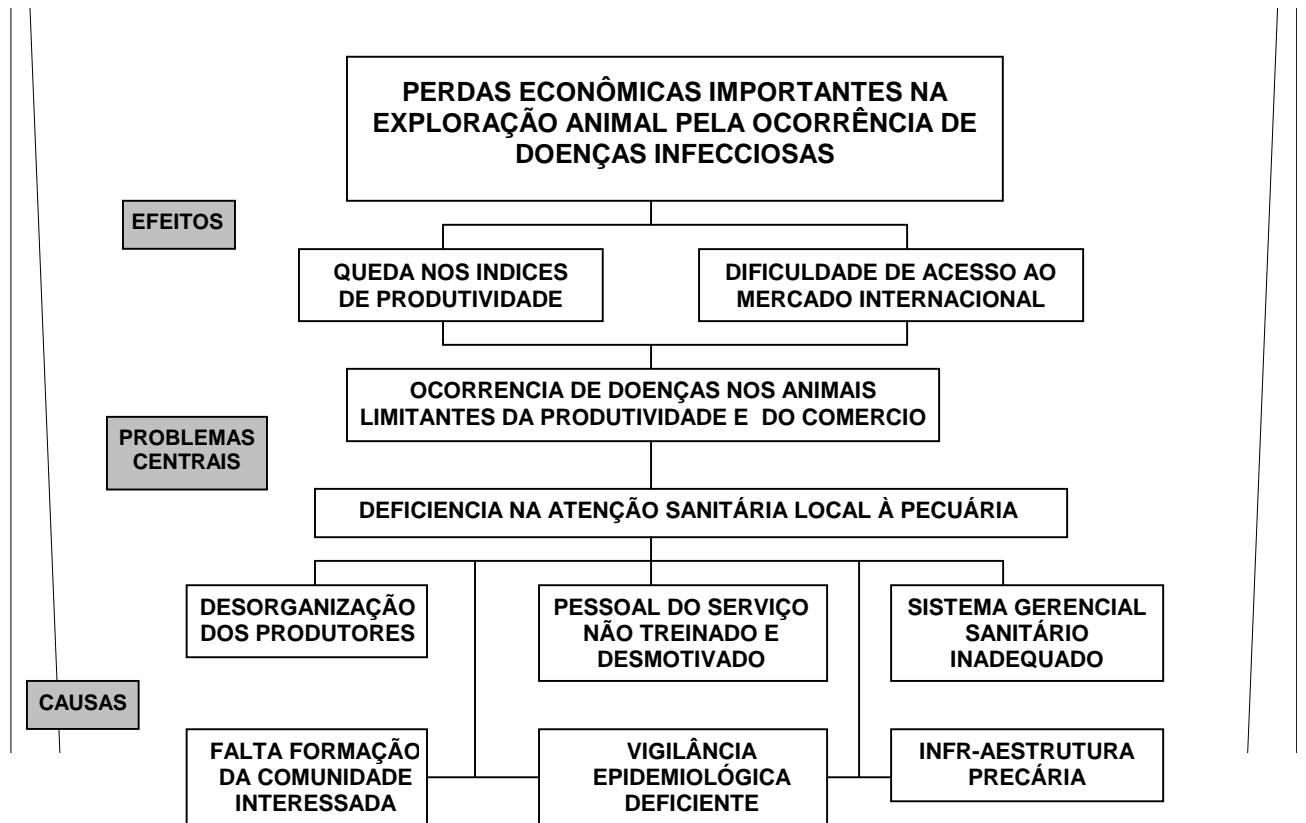 PERDAS ECONÔMICAS IMPORTANTES NA
EXPLORAÇÃO ANIMAL PELA OCORRÊNCIA DE
DOENÇAS INFECCIOSAS
EFEITOS
QUEDA NOS INDICES
DE PRODUTIVIDADE
DIFICULDADE DE ACESSO AO
MERCADO INTERNACIONAL
OCORRENCIA DE DOENÇAS NOS ANIMAIS
LIMITANTES DA PRODUTIVIDADE E DO COMERCIO
PROBLEMAS
CENTRAIS
DEFICIENCIA NA ATENÇÃO SANITÁRIA LOCAL À PECUÁRIA
DESORGANIZAÇÃO
DOS PRODUTORES
PESSOAL DO SERVIÇO
NÃO TREINADO E
DESMOTIVADO
SISTEMA GERENCIAL
SANITÁRIO
INADEQUADO
CAUSAS
FALTA FORMAÇÃO
DA COMUNIDADE
INTERESSADA
VIGILÂNCIA
EPIDEMIOLÓGICA
DEFICIENTE
INFR-AESTRUTURA
PRECÁRIA